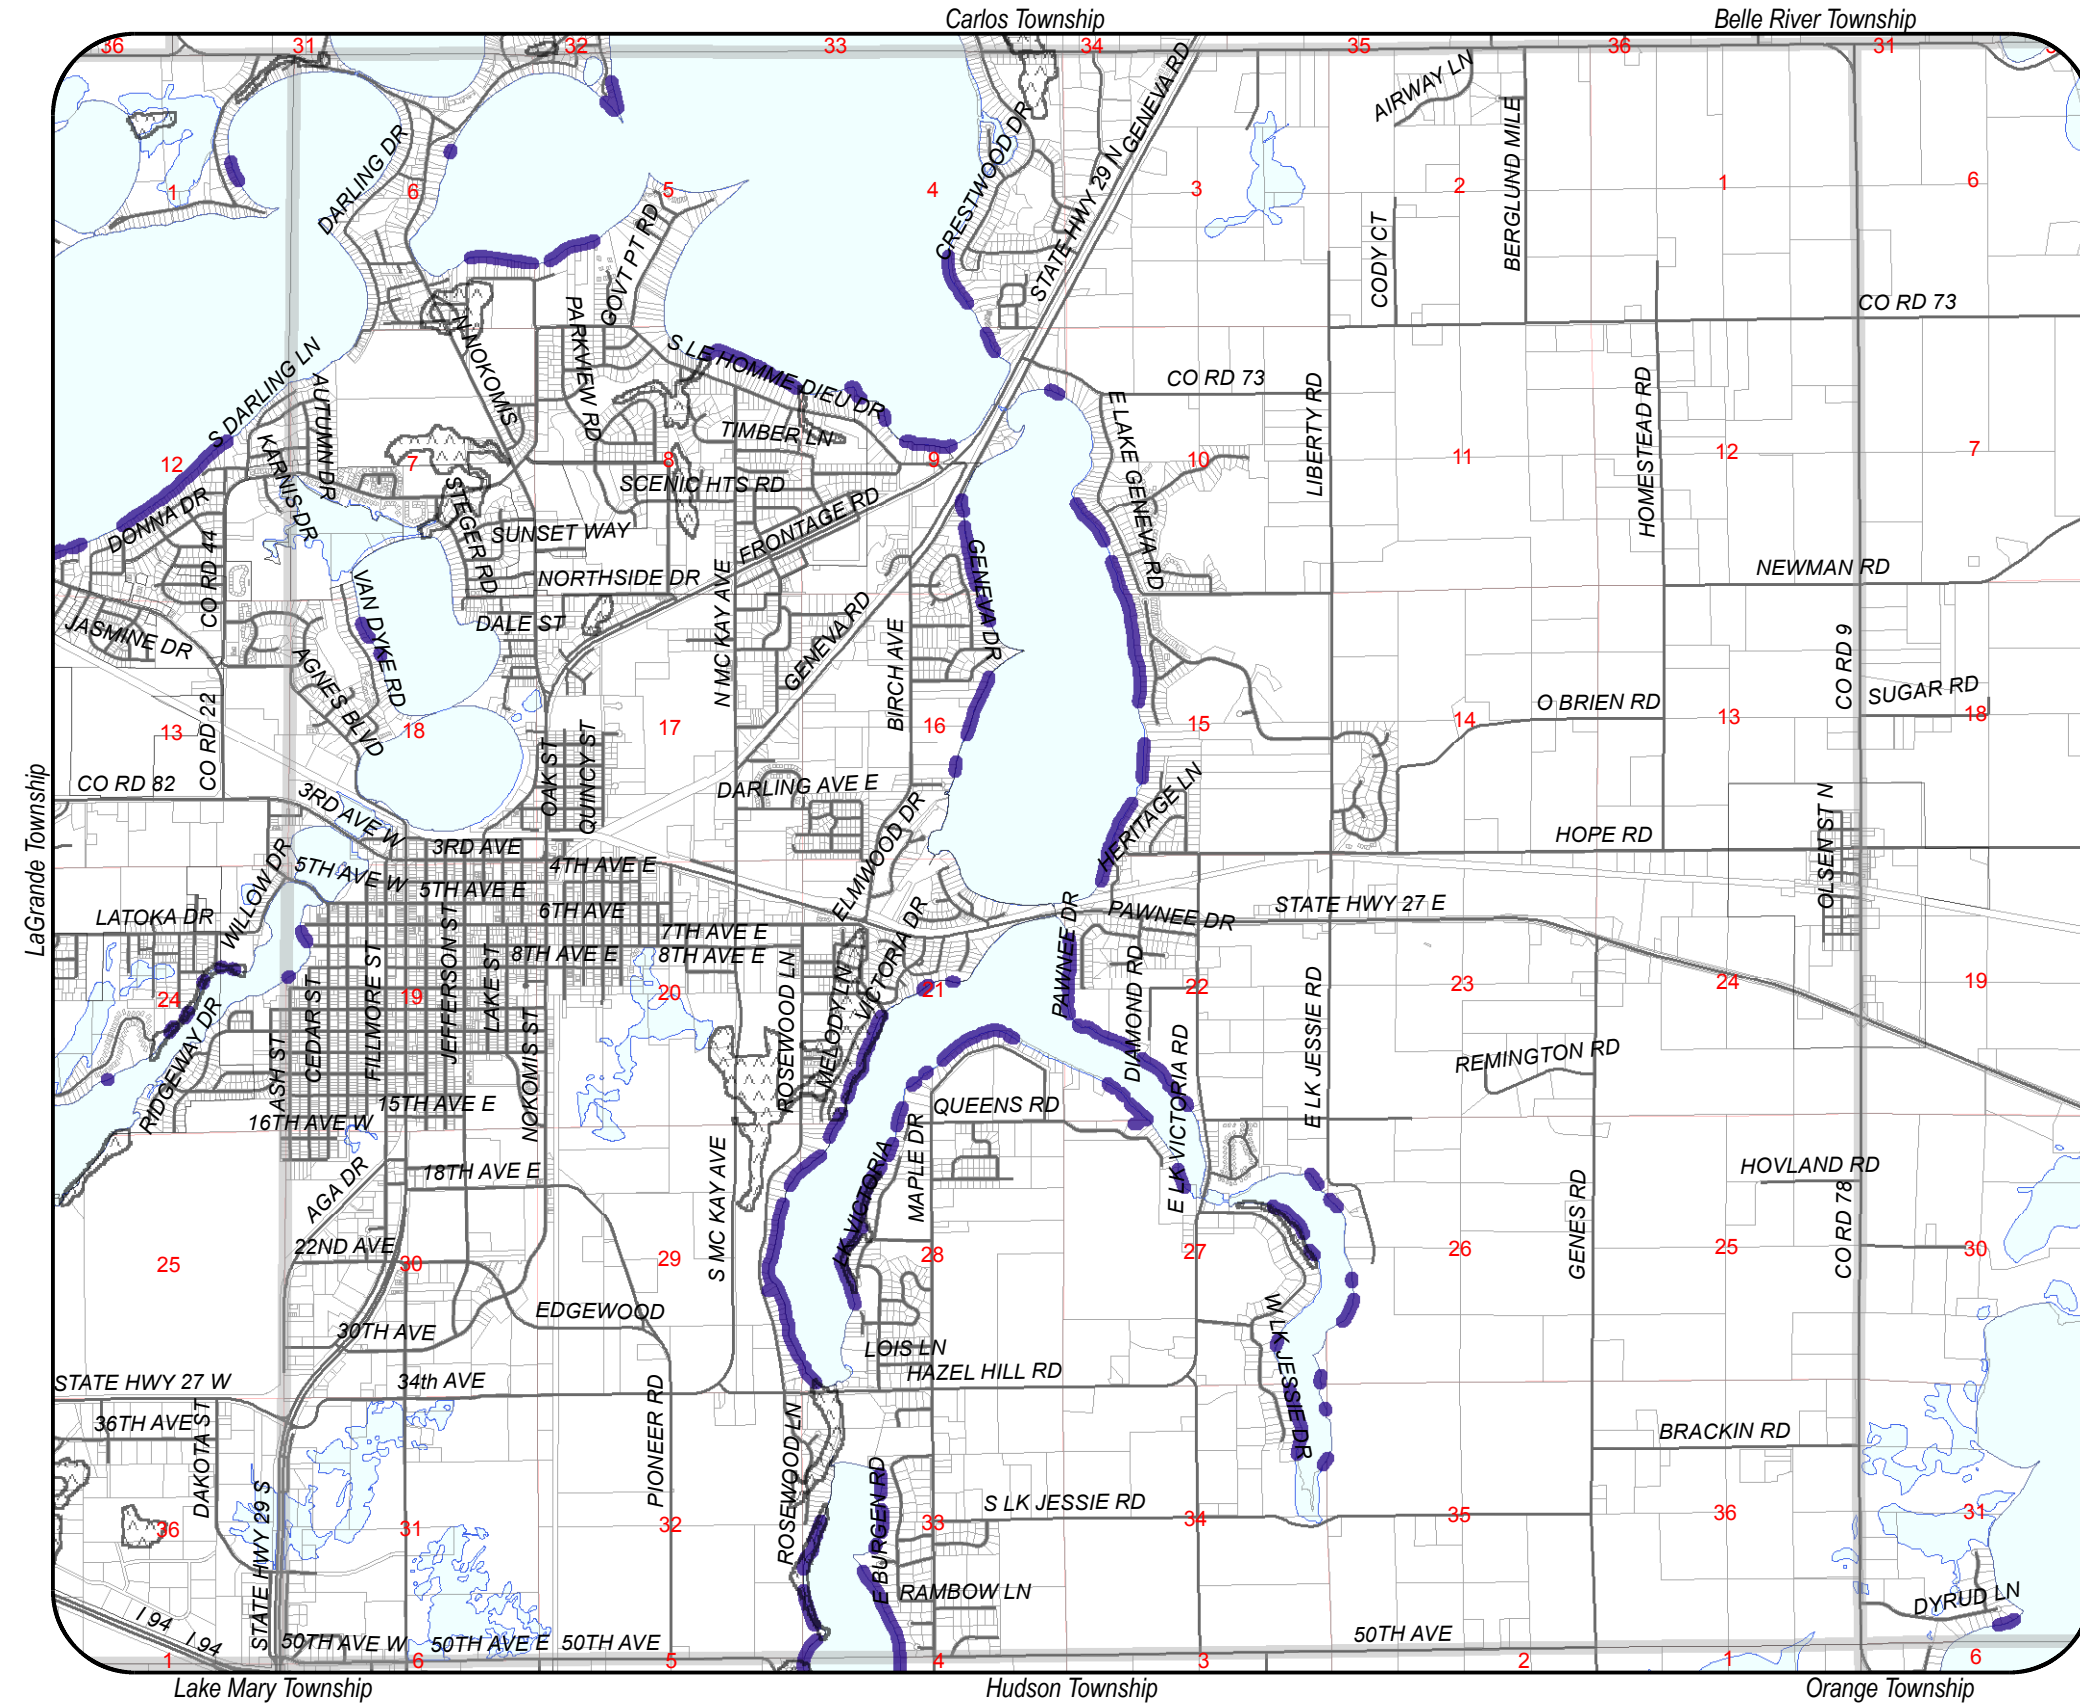 Carlos Township
Belle River Township
36
31
32
33
34
35
36
31
AIRWAY LN
STATE HWY 29 N
GENEVA RD
BERGLUND MILE
CRESTWOOD DR
DARLING DR
1
6
5
4
3
2
1
6
GOVT PT RD
CODY CT
CO RD 73
N NOKOMIS
PARKVIEW RD
S LE HOMME DIEU DR
S DARLING LN
AUTUMN DR
CO RD 73
E LAKE GENEVA RD
LIBERTY RD
HOMESTEAD RD
KARNIS DR
TIMBER LN
12
7
8
9
10
11
12
7
STEGER RD
SCENIC HTS RD
FRONTAGE RD
DONNA DR
SUNSET WAY
CO RD 44
VAN DYKE RD
NORTHSIDE DR
N MC KAY AVE
GENEVA DR
NEWMAN RD
JASMINE DR
DALE ST
GENEVA RD
BIRCH AVE
AGNES BLVD
CO RD 9
SUGAR RD
O BRIEN RD
13
CO RD 22
18
17
16
15
14
13
18
OAK ST
QUINCY ST
CO RD 82
3RD AVE W
DARLING AVE E
ELMWOOD DR
HERITAGE LN
OLSEN ST N
HOPE RD
3RD AVE
4TH AVE E
WILLOW DR
5TH AVE W
5TH AVE E
6TH AVE
LATOKA DR
PAWNEE DR
STATE HWY 27 E
7TH AVE E
8TH AVE E
8TH AVE E
VICTORIA DR
PAWNEE DR
LaGrande Township
24
19
20
21
22
23
24
19
RIDGEWAY DR
ASH ST
CEDAR ST
FILLMORE ST
JEFFERSON ST
LAKE ST
NOKOMIS ST
ROSEWOOD LN
MELODY LN
DIAMOND RD
E LK VICTORIA RD
E LK JESSIE RD
REMINGTON RD
15TH AVE E
16TH AVE W
QUEENS RD
AGA DR
18TH AVE E
S MC KAY AVE
LK VICTORIA
MAPLE DR
HOVLAND RD
GENES RD
CO RD 78
22ND AVE
25
30
29
28
27
26
25
30
EDGEWOOD
30TH AVE
W LK JESSIE DR
LOIS LN
HAZEL HILL RD
STATE HWY 27 W
34th AVE
PIONEER RD
36TH AVE
DAKOTA ST
ROSEWOOD LN
BRACKIN RD
STATE HWY 29 S
E BURGEN RD
S LK JESSIE RD
36
31
32
33
34
35
36
31
RAMBOW LN
DYRUD LN
I 94
I 94
50TH AVE W
50TH AVE E
50TH AVE
50TH AVE
1
6
5
4
3
2
1
6
Lake Mary Township
Hudson Township
Orange Township